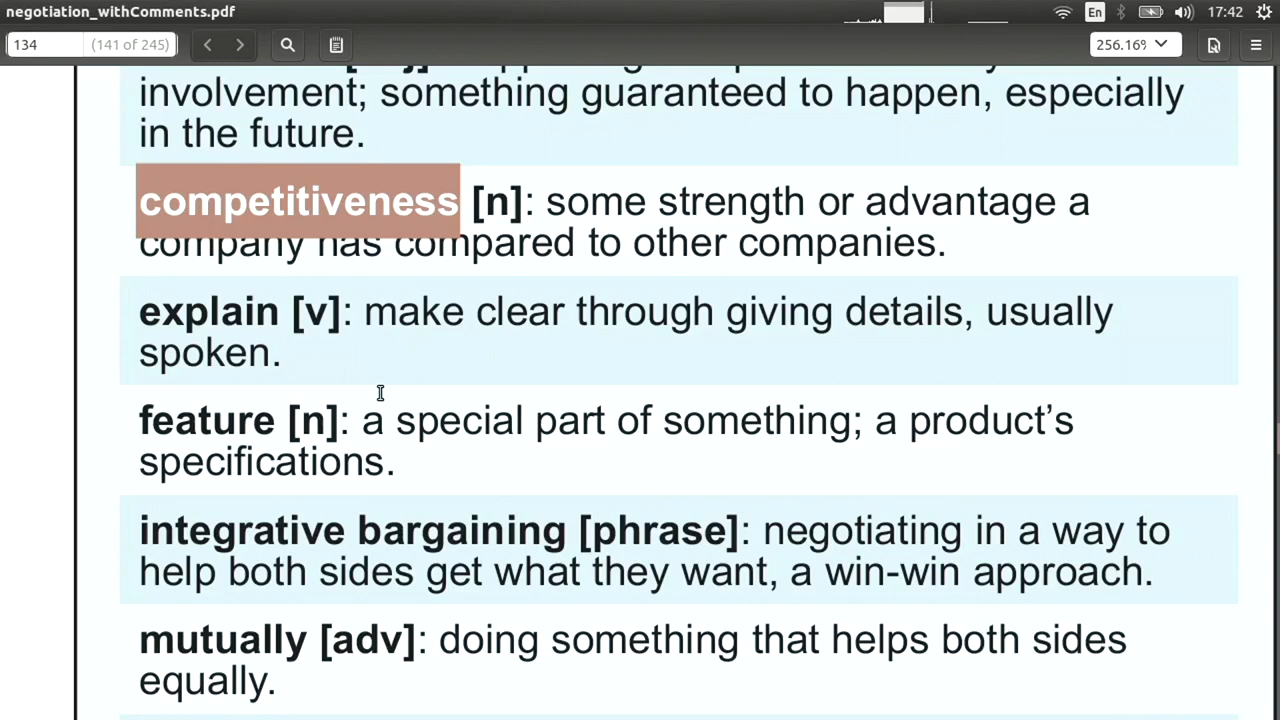 negotiation_withComments.pdf
En
17:42
134 (141 of 245)
256.16%
involvement; something guaranteed to happen, especially
in the future.
competitiveness [n]: some strength or advantage a
company has compared to other companies.
explain [v]: make clear through giving details, usually
spoken.
feature [n]: a special part of something; a product’s
specifications.
integrative bargaining [phrase]: negotiating in a way to
help both sides get what they want, a win-win approach.
mutually [adv]: doing something that helps both sides
equally.